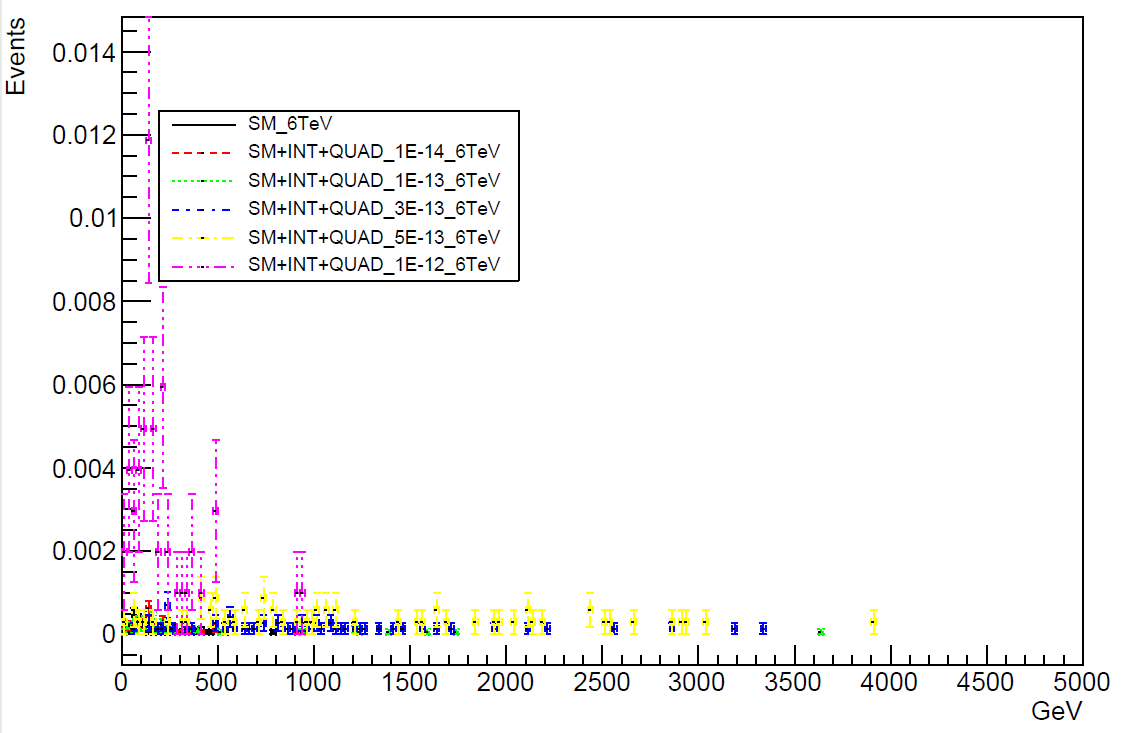 Events
0.014
0.012
0.01
0.008
0.006
0.004
0.002
0
SM_6TeV
SM+INT+QUAD_1E-14_6TeV
SM+INT+QUAD_1E-13_6TeV
SM+INT+QUAD_3E-13_6TeV
SM+INT+QUAD_5E-13_6TeV
SM+INT+QUAD_1E-12_6TeV
0 500 1000 1500 2000 2500 3000 3500 4000 4500 5000
GeV